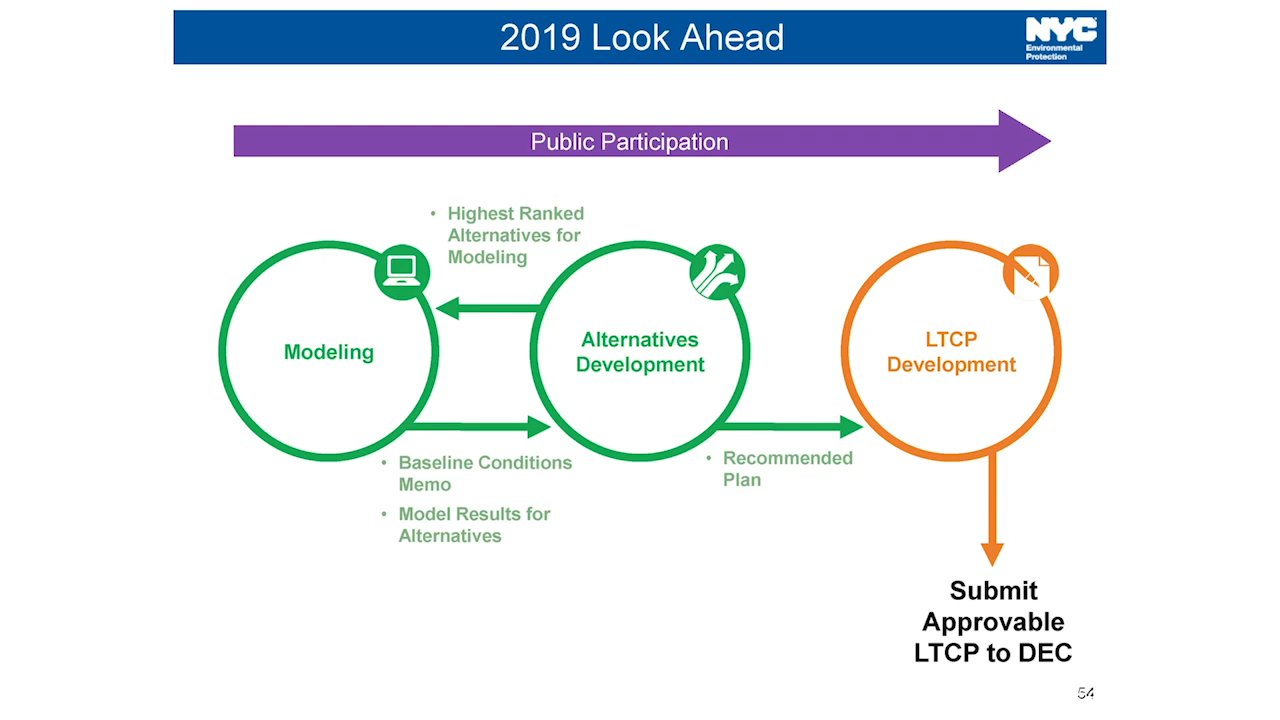 2019 Look Ahead
NYC
Environmental
Protection
Public Participation
• Highest Ranked
Alternatives for
Modeling
Modeling
Alternatives
Development
LTCP
Development
• Baseline Conditions
Memo
• Model Results for
Alternatives
• Recommended
Plan
Submit
Approvable
LTCP to DEC
54